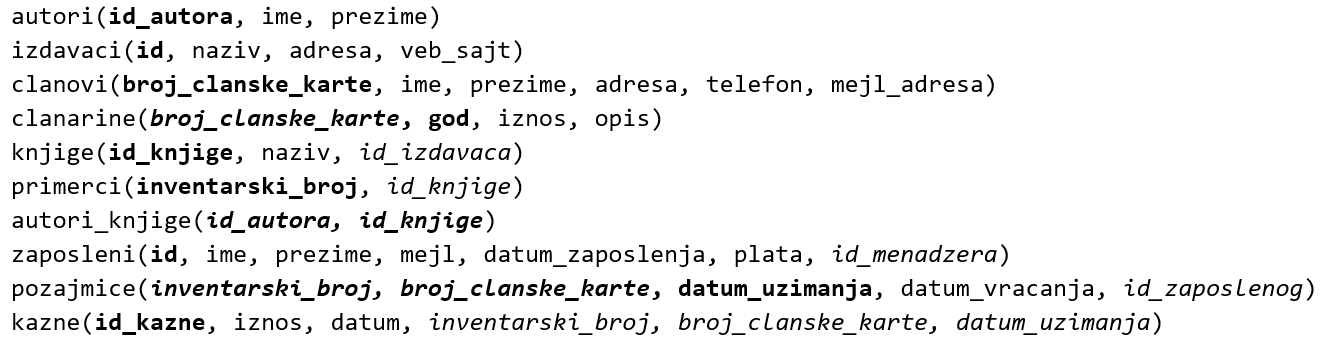 autori(id_autora, ime, prezime)
izdavaci(id, naziv, adresa, veb_sajt)
clanovi(broj_clanske_karte, ime, prezime, adresa, telefon, mejl_adresa)
clanarine(broj_clanske_karte, god, iznos, opis)
knjige(id_knjige, naziv, id_izdavaca)
primerci(inventarski_broj, id_knjige)
autori_knjige(id_autora, id_knjige)
zaposleni(id, ime, prezime, mejl, datum_zaposlenja, plata, id_menadzera)
pozajmice(inventarski_broj, broj_clanske_karte, datum_uzimanja, datum_vracanja, id_zaposlenog)
kazne(id_kazne, iznos, datum, inventarski_broj, broj_clanske_karte, datum_uzimanja)